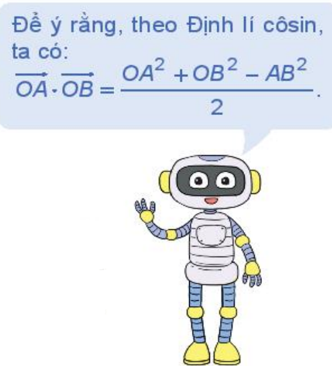 Để ý rằng, theo Định lí côsin,
ta có:
$\overrightarrow{OA} \cdot \overrightarrow{OB} = \frac{OA^2 + OB^2 - AB^2}{2}$.